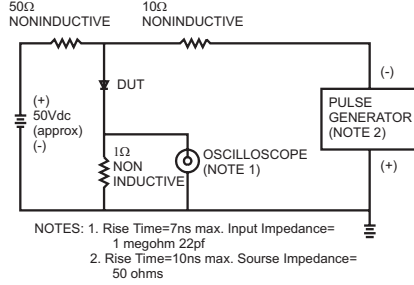 50Ω
NONINDUCTIVE
10Ω
NONINDUCTIVE
DUT
(+)
50Vdc
(approx)
(-)
1Ω
NON
INDUCTIVE
OSCILLOSCOPE
(NOTE 1)
(-)
PULSE
GENERATOR
(NOTE 2)
(+)
NOTES: 1. Rise Time=7ns max. Input Impedance=
1 megohm 22pf
2. Rise Time=10ns max. Sourse Impedance=
50 ohms